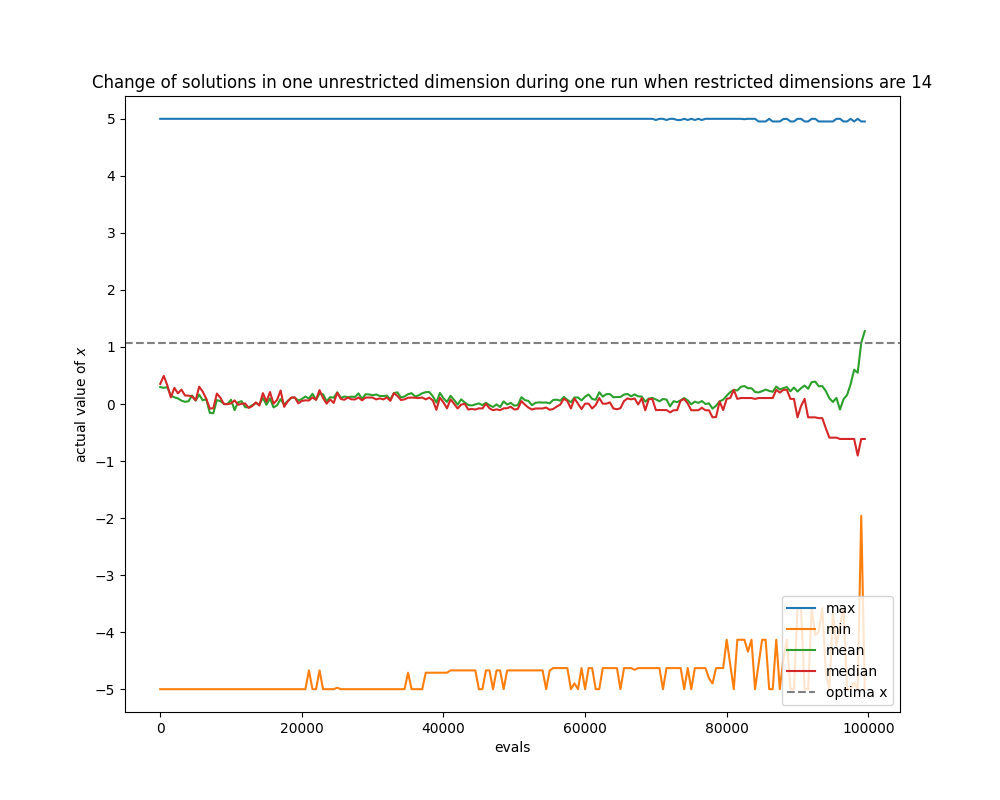 Change of solutions in one unrestricted dimension during one run when restricted dimensions are 14
5
4
3
2
1
0
−1
−2
−3
−4
−5
actual value of x
0
20000
40000
60000
80000
100000
evals
max
min
mean
median
optima x